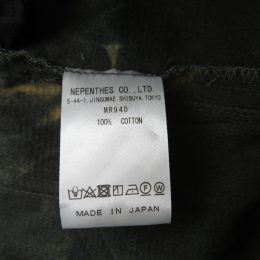 NEPENTHES CO., LTD.
5-44-1, JINGUMAE SHIBUYA, TOKYO
MR940
100% COTTON
MADE IN JAPAN